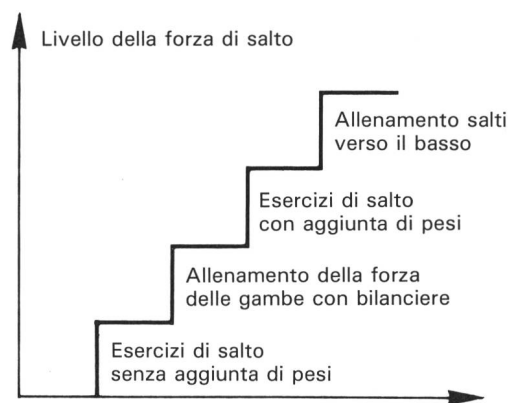 Livello della forza di salto
Allenamento salti
verso il basso
Esercizi di salto
con aggiunta di pesi
Allenamento della forza
delle gambe con bilanciere
Esercizi di salto
senza aggiunta di pesi